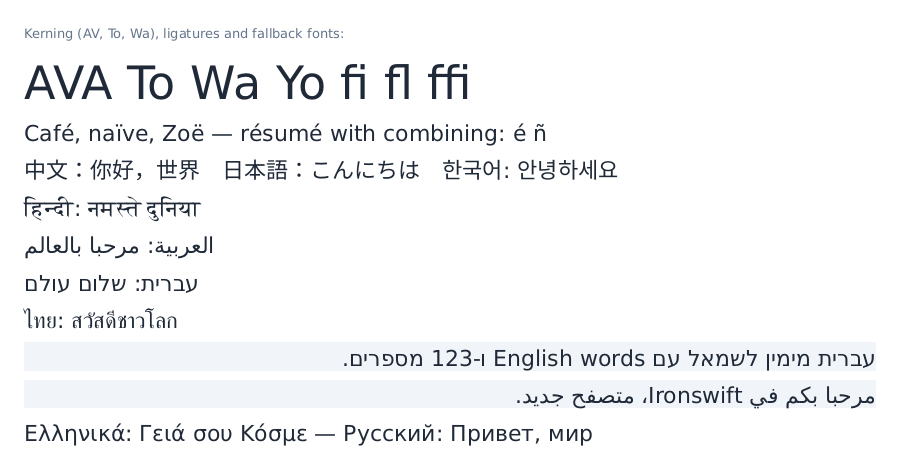 Kerning (AV, To, Wa), ligatures and fallback fonts:
AVA To Wa Yo fi fl ffi
Café, naïve, Zoë — résumé with combining: é ñ
中文：你好，世界　日本語：こんにちは　한국어: 안녕하세요
हिन्दी: नमस्ते दुनिया
العربية: مرحبا بالعالم
עברית: שלום עולם
ไทย: สวัสดีชาวโลก
עברית מימין לשמאל עם English words ו-123 מספרים.
مرحبا بكم في Ironswift، متصفح جديد.
Ελληνικά: Γειά σου Κόσμε — Русский: Привет, мир